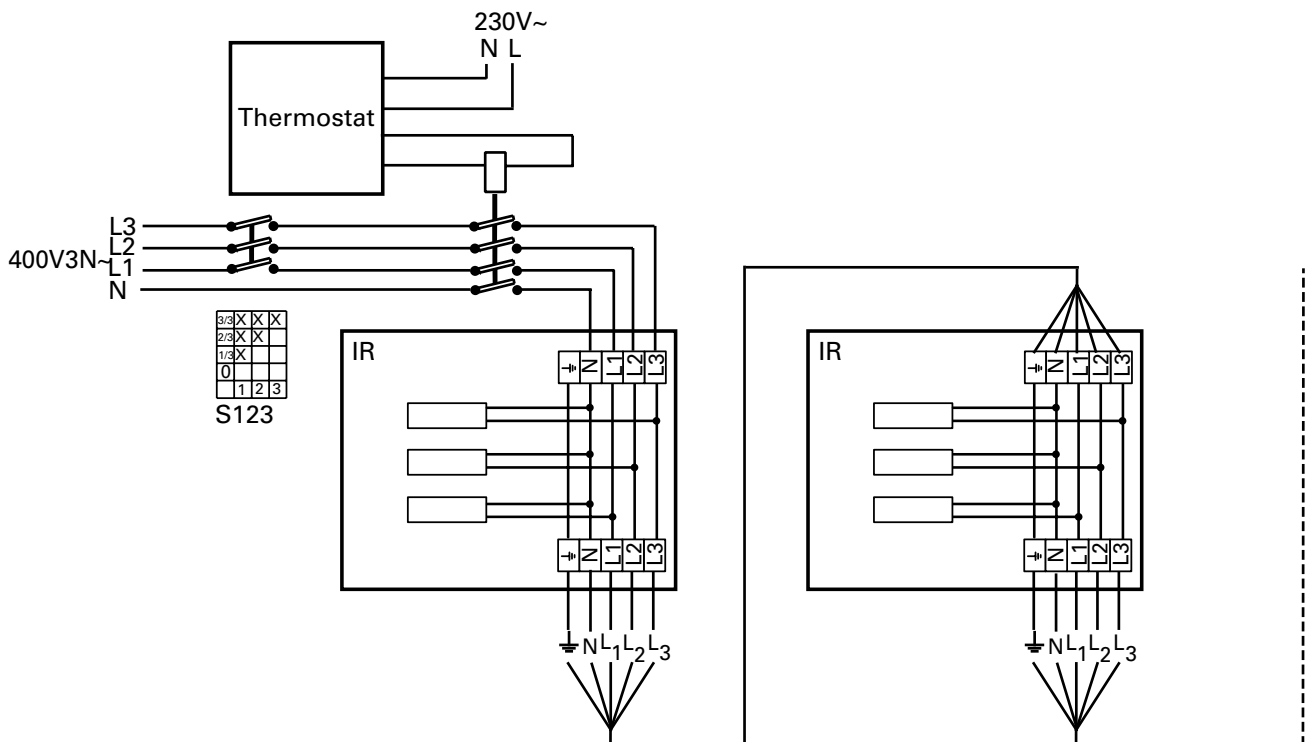 230V~
N L
Thermostat
L3
L2
400V3N~
L1
N
3/3 X X X
2/3 X X
1/3 X
0
1 2 3
S123
IR
N L1 L2 L3
N L1 L2 L3
N L1 L2 L3
IR
N L1 L2 L3
N L1 L2 L3
N L1 L2 L3